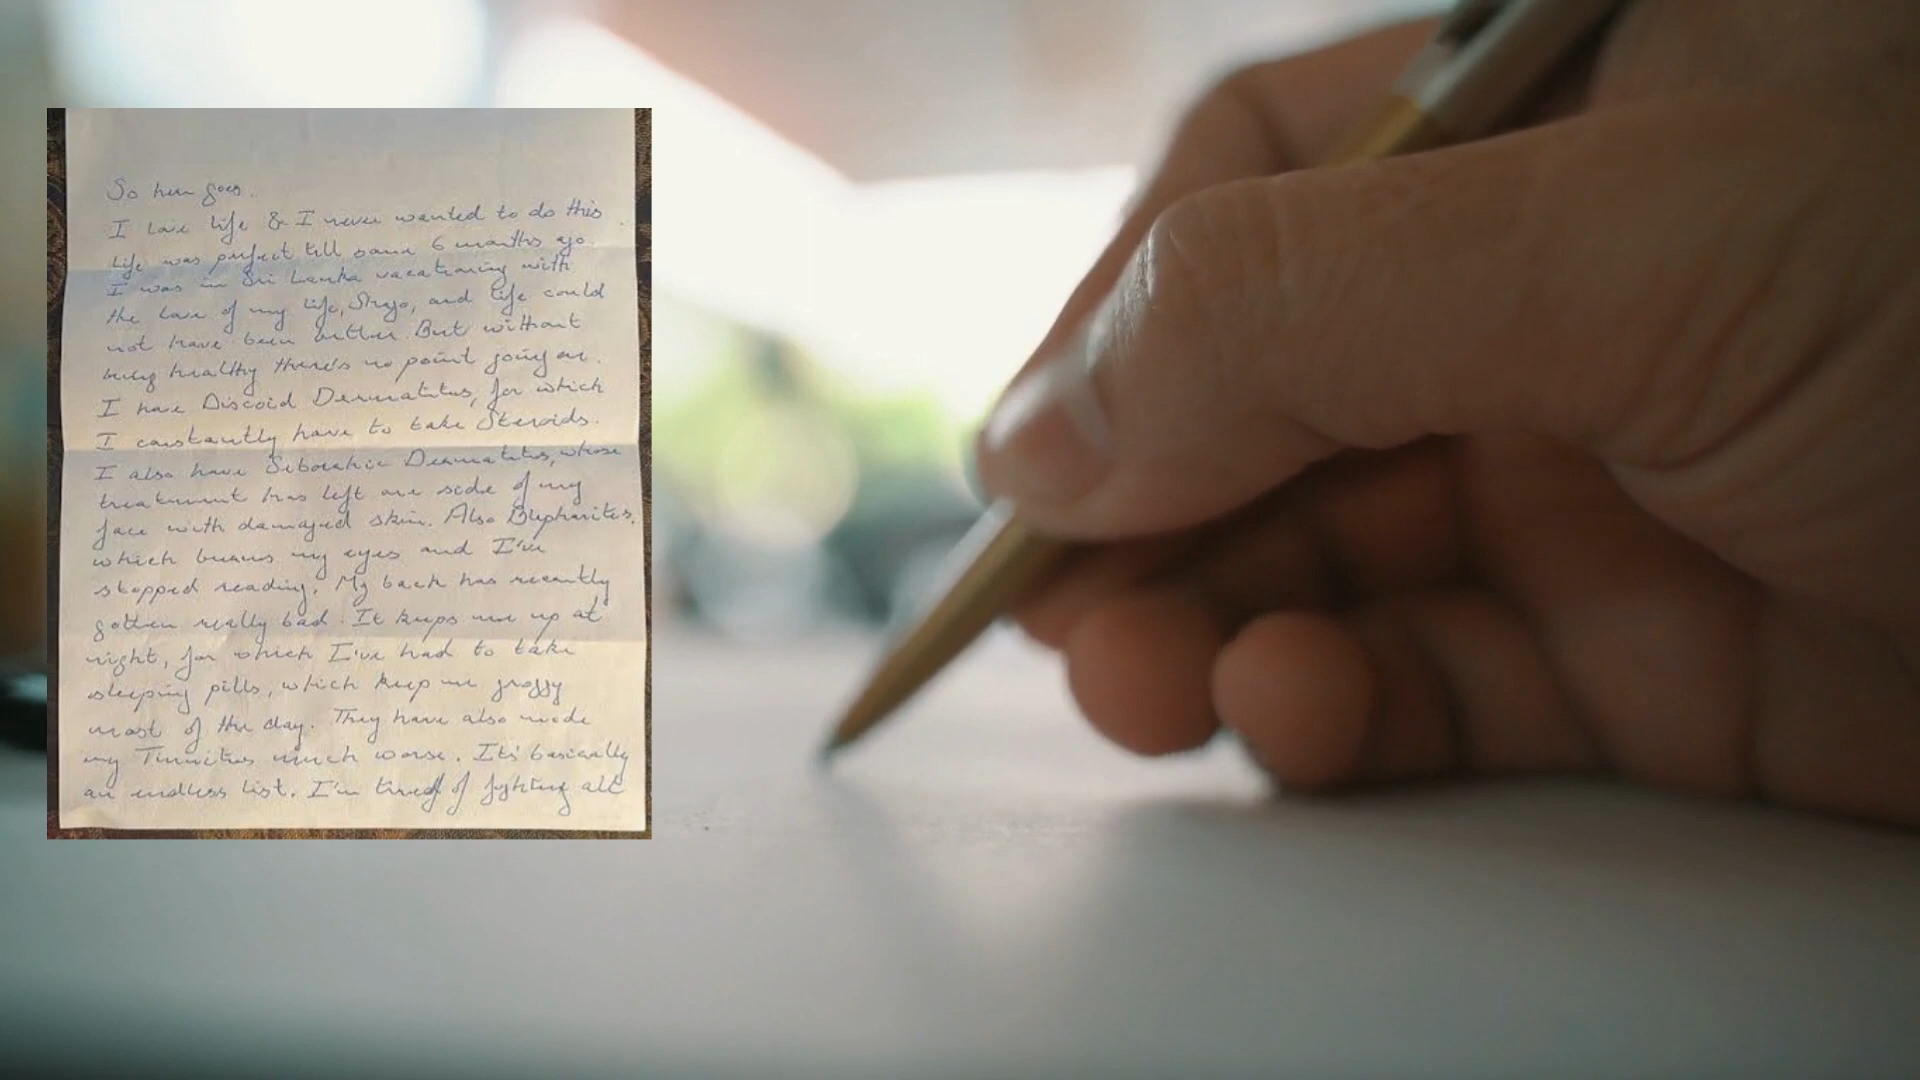 So here goes.
I love life & I never wanted to do this.
Life was perfect till some 6 months ago.
I was in Sri Lanka vacationing with
the love of my life, and life could
not have been better. But without
being healthy there's no point going on.
I have Discoid Dermatitus, for which
I constantly have to take Steroids.
I also have Seborrhic Dermatitus, whose
treatment has left one side of my
face with damaged skin. Also Blepharites,
which burns my eyes and I've
stopped reading. My back has recently
gotten really bad. It keeps me up at
night, for which I've had to take
sleeping pills, which keep me groggy
most of the day. They have also made
my Tinnitus much worse. Its' basically
an endless list. I'm tired of fighting all